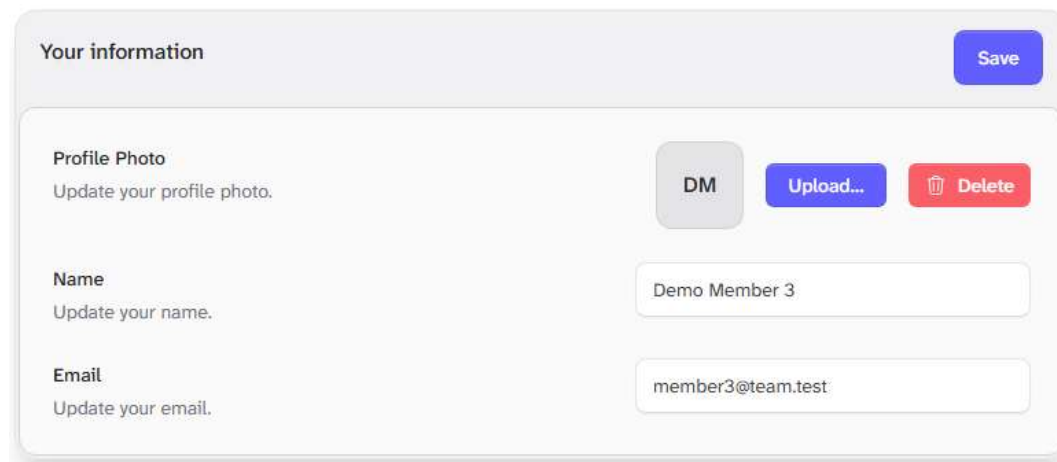 Your information
Save
Profile Photo
Update your profile photo.
DM
Upload...
Delete
Name
Update your name.
Demo Member 3
Email
Update your email.
member3@team.test